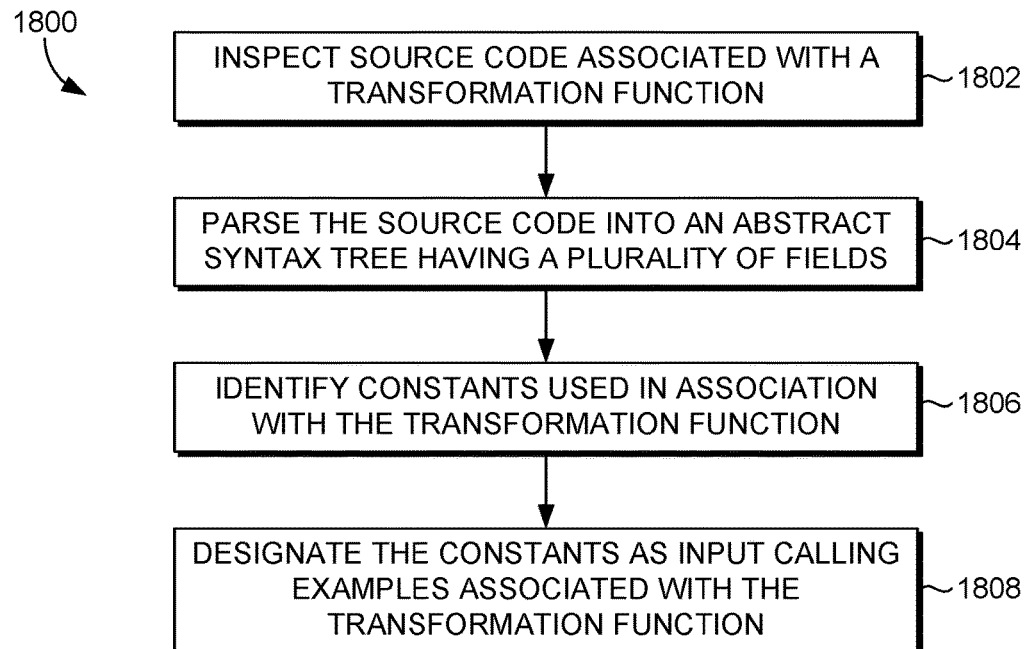 1800
INSPECT SOURCE CODE ASSOCIATED WITH A
TRANSFORMATION FUNCTION
1802
PARSE THE SOURCE CODE INTO AN ABSTRACT
SYNTAX TREE HAVING A PLURALITY OF FIELDS
1804
IDENTIFY CONSTANTS USED IN ASSOCIATION
WITH THE TRANSFORMATION FUNCTION
1806
DESIGNATE THE CONSTANTS AS INPUT CALLING
EXAMPLES ASSOCIATED WITH THE
TRANSFORMATION FUNCTION
1808